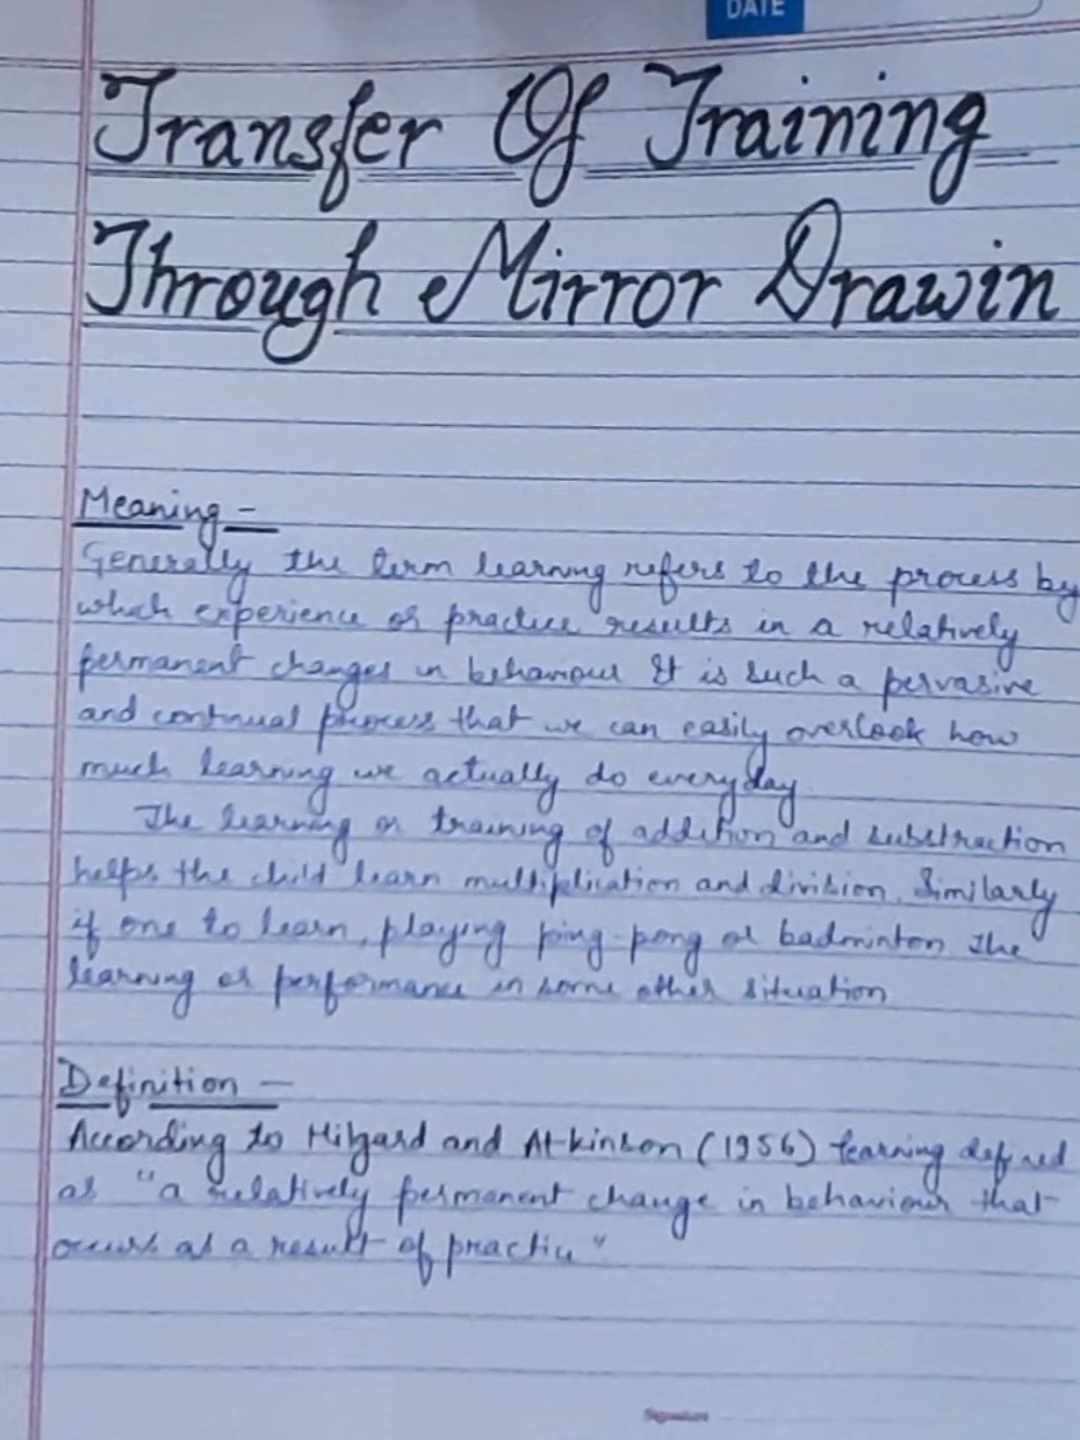 DATE
Transfer Of Training
Through Mirror Drawin
Meaning -
Generally the term learning refers to the process by
which experience or practice results in a relatively
permanent changes in behaviour It is such a pervasive
and continual process that we can easily overlook how
much learning we actually do everyday.
The learning or training of addition and substraction
helps the child learn multiplication and division. Similarly
if one to learn, playing ping-pong or badminton The
learning or performance in some other situation
Definition -
According to Hilgard and Atkinson (1956) learning defined
as "a relatively permanent change in behaviour that
occurs as a result of practice"
Signature